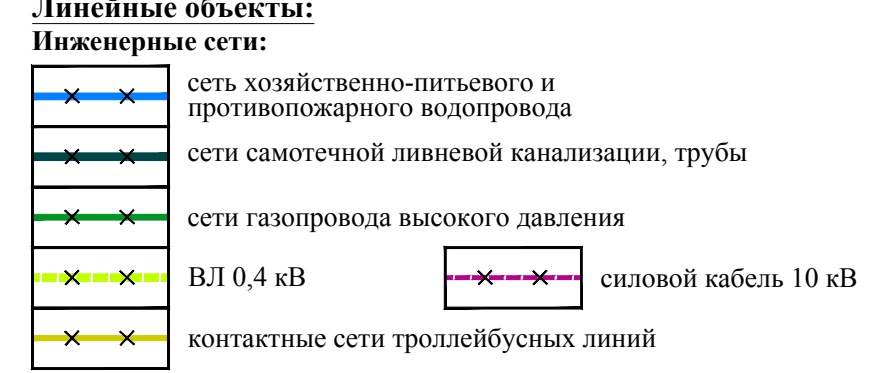 Линейные объекты:
Инженерные сети:
сеть хозяйственно-питьевого и
противопожарного водопровода
сети самотечной ливневой канализации, трубы
сети газопровода высокого давления
ВЛ 0,4 кВ
силовой кабель 10 кВ
контактные сети троллейбусных линий